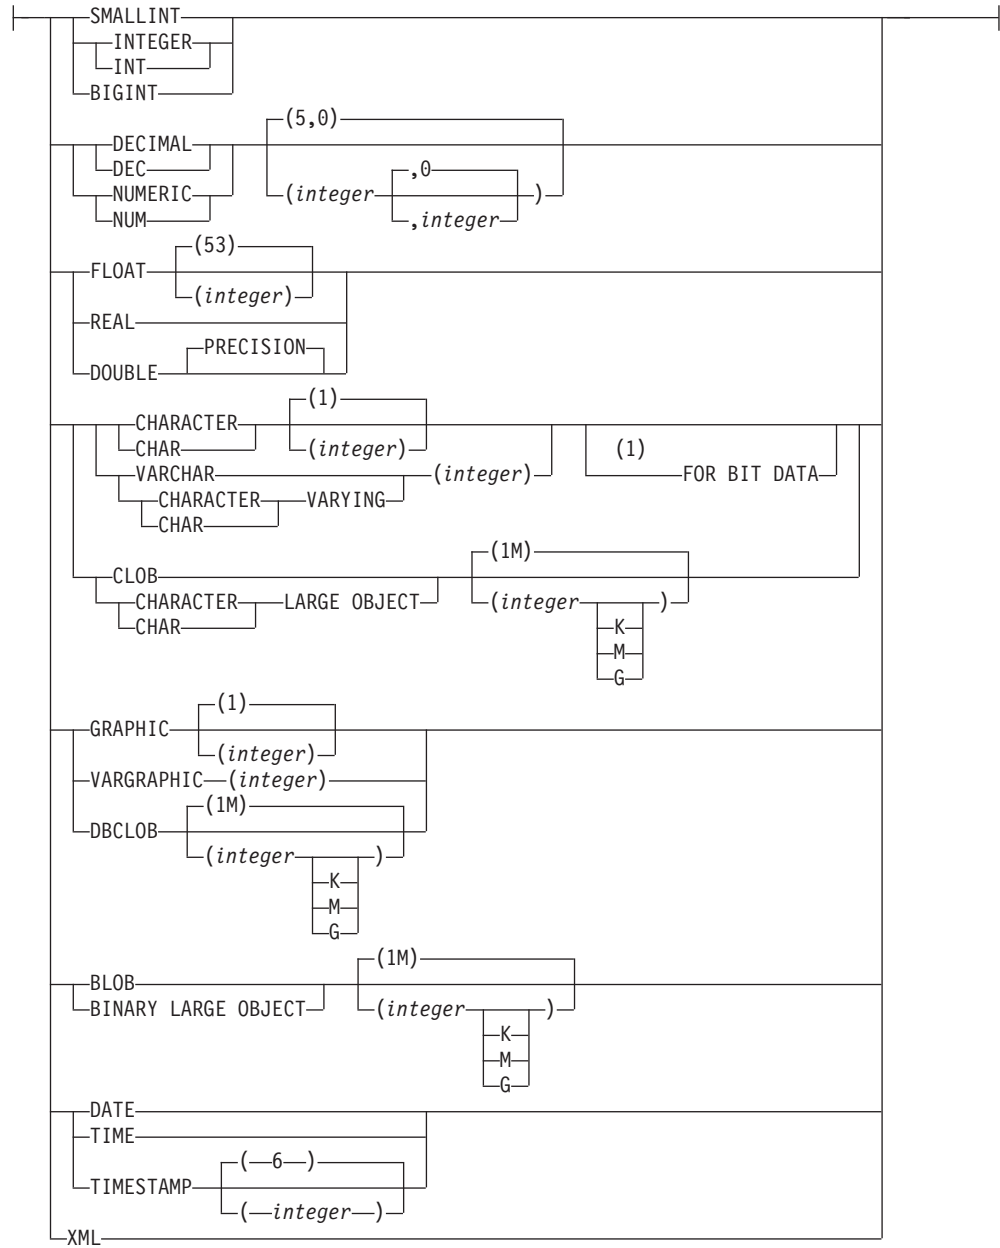 SMALLINT
INTEGER
INT
BIGINT
(5,0)
DECIMAL
DEC
,0
NUMERIC
(integer )
NUM
,integer
(53)
FLOAT
(integer)
REAL
PRECISION
DOUBLE
(1)
CHARACTER
CHAR
(integer)
(1)
VARCHAR
(integer)
FOR BIT DATA
CHARACTER VARYING
CHAR
(1M)
CLOB
CHARACTER LARGE OBJECT
(integer )
CHAR
K
M
G
(1)
GRAPHIC
(integer)
VARGRAPHIC (integer)
(1M)
DBCLOB
(integer )
K
M
G
(1M)
BLOB
BINARY LARGE OBJECT
(integer )
K
M
G
DATE
TIME
( 6 )
TIMESTAMP
( integer )
XML